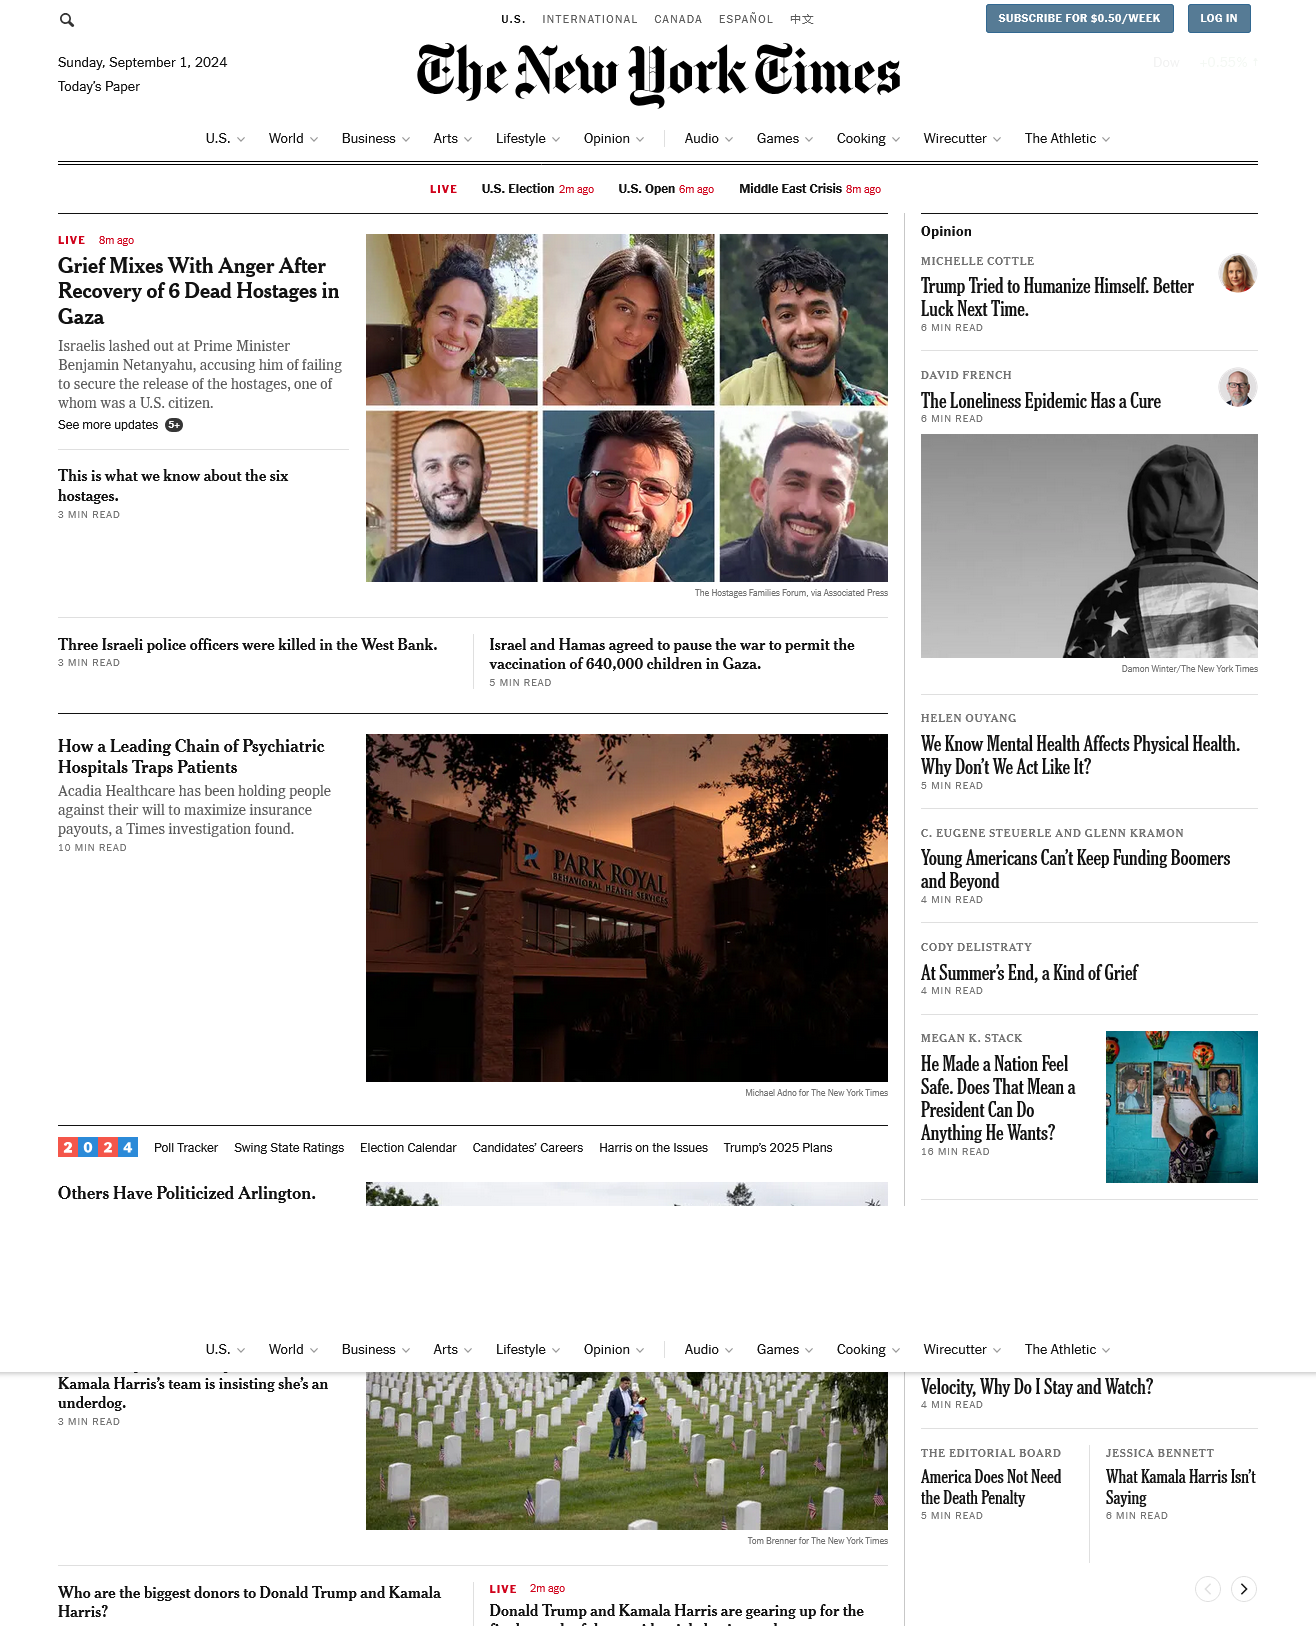 U.S. INTERNATIONAL CANADA ESPAÑOL 中文
SUBSCRIBE FOR $0.50/WEEK
LOG IN
Sunday, September 1, 2024
Today's Paper
The New York Times
Dow +0.55% ↑
U.S. World Business Arts Lifestyle Opinion Audio Games Cooking Wirecutter The Athletic
LIVE U.S. Election 2m ago U.S. Open 6m ago Middle East Crisis 8m ago
LIVE 8m ago
Grief Mixes With Anger After
Recovery of 6 Dead Hostages in
Gaza
Israelis lashed out at Prime Minister
Benjamin Netanyahu, accusing him of failing
to secure the release of the hostages, one of
whom was a U.S. citizen.
See more updates 5+
This is what we know about the six
hostages.
3 MIN READ
The Hostages Families Forum, via Associated Press
Three Israeli police officers were killed in the West Bank.
3 MIN READ
Israel and Hamas agreed to pause the war to permit the
vaccination of 640,000 children in Gaza.
5 MIN READ
How a Leading Chain of Psychiatric
Hospitals Traps Patients
Acadia Healthcare has been holding people
against their will to maximize insurance
payouts, a Times investigation found.
10 MIN READ
R PARK ROYAL
BEHAVIORAL HEALTH SERVICES
Michael Adno for The New York Times
2024 Poll Tracker Swing State Ratings Election Calendar Candidates' Careers Harris on the Issues Trump's 2025 Plans
Others Have Politicized Arlington.
Opinion
MICHELLE COTTLE
Trump Tried to Humanize Himself. Better
Luck Next Time.
6 MIN READ
DAVID FRENCH
The Loneliness Epidemic Has a Cure
6 MIN READ
Damon Winter/The New York Times
HELEN OUYANG
We Know Mental Health Affects Physical Health.
Why Don't We Act Like It?
5 MIN READ
C. EUGENE STEUERLE AND GLENN KRAMON
Young Americans Can't Keep Funding Boomers
and Beyond
4 MIN READ
CODY DELISTRATY
At Summer's End, a Kind of Grief
4 MIN READ
MEGAN K. STACK
He Made a Nation Feel
Safe. Does That Mean a
President Can Do
Anything He Wants?
16 MIN READ
U.S. World Business Arts Lifestyle Opinion Audio Games Cooking Wirecutter The Athletic
Kamala Harris's team is insisting she's an
underdog.
3 MIN READ
Tom Brenner for The New York Times
Who are the biggest donors to Donald Trump and Kamala
Harris?
LIVE 2m ago
Donald Trump and Kamala Harris are gearing up for the
Velocity, Why Do I Stay and Watch?
4 MIN READ
THE EDITORIAL BOARD
America Does Not Need
the Death Penalty
5 MIN READ
JESSICA BENNETT
What Kamala Harris Isn't
Saying
6 MIN READ